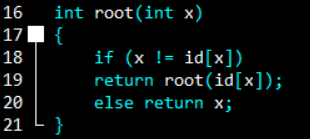 16 int root(int x)
17 {
18 if (x != id[x])
19 return root(id[x]);
20 else return x;
21 }